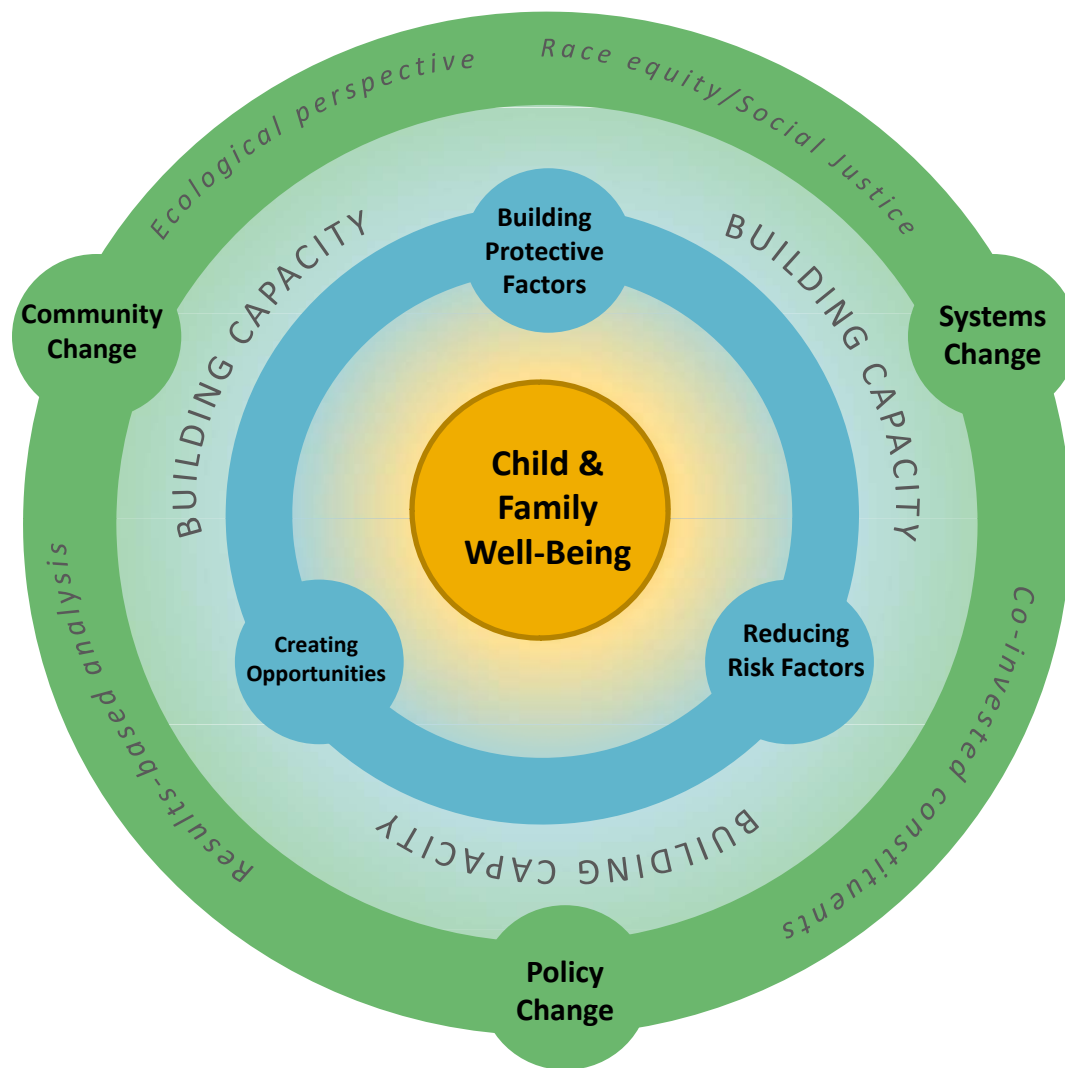 Ecological perspective
Race equity/Social Justice
BUILDING CAPACITY
BUILDING CAPACITY
Building
Protective
Factors
Community
Change
Systems
Change
Child &
Family
Well-Being
Creating
Opportunities
Reducing
Risk Factors
Results-based analysis
Co-invested constituents
BUILDING CAPACITY
Policy
Change